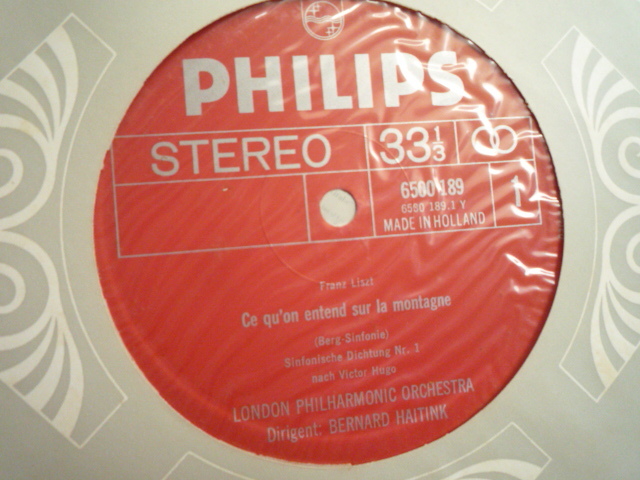 PHILIPS
STEREO 33⅓
6500 189
6580 189.1 Y
MADE IN HOLLAND
1
Franz Liszt
Ce qu'on entend sur la montagne
(Berg-Sinfonie)
Sinfonische Dichtung Nr. 1
nach Victor Hugo
LONDON PHILHARMONIC ORCHESTRA
Dirigent: BERNARD HAITINK